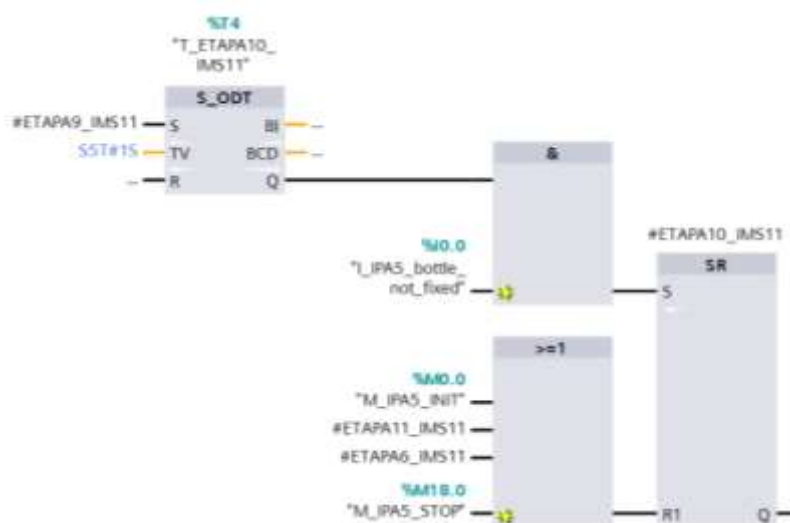 %T4
"T_ETAPA10_
IMS11"
S_ODT
#ETAPA9_IMS11 S BI ...
S5T#1S TV BCD ...
... R Q
&
%I0.0
"I_IPA5_bottle_
not_fixed"
#ETAPA10_IMS11
SR
S
>=1
%M0.0
"M_IPA5_INIT"
#ETAPA11_IMS11
#ETAPA6_IMS11
%M18.0
"M_IPA5_STOP" R1 Q